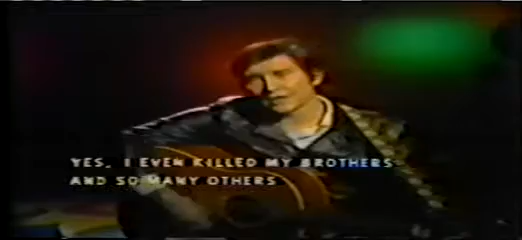 YES, I EVEN KILLED MY BROTHERS
AND SO MANY OTHERS